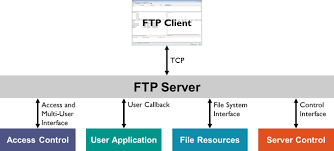 FTP Client
TCP
FTP Server
Access and
Multi-User
Interface
User Callback
File System
Interface
Control
Interface
Access Control
User Application
File Resources
Server Control